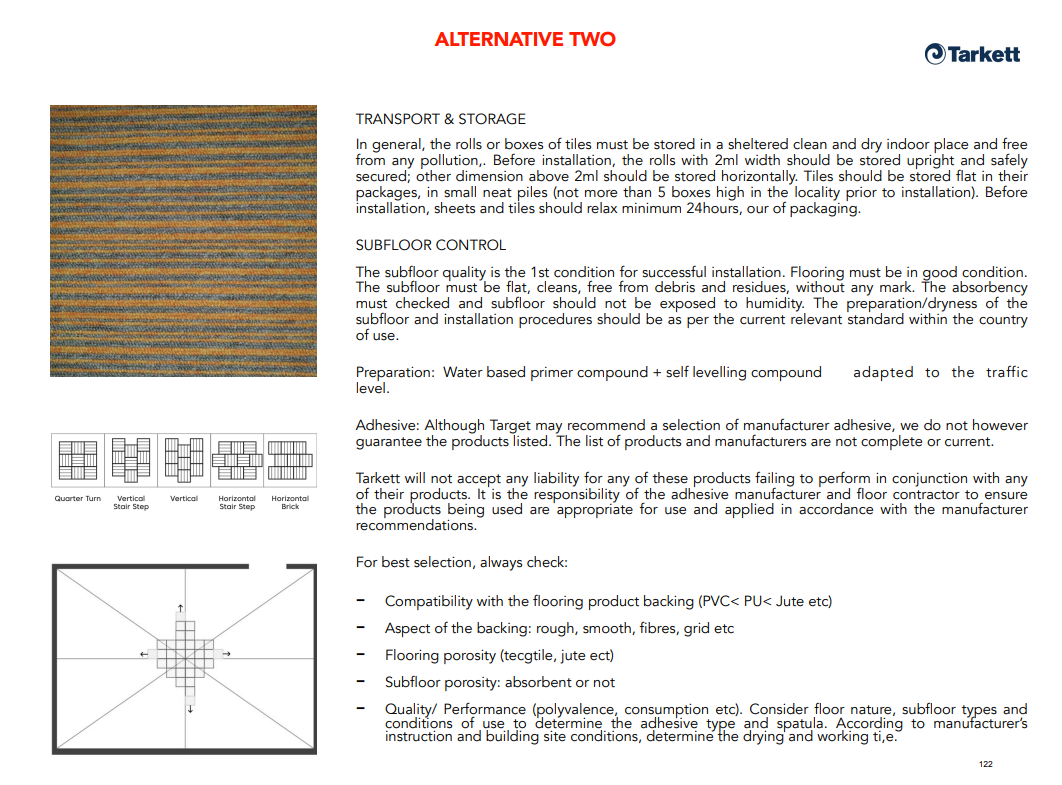 ALTERNATIVE TWO
Tarkett
TRANSPORT & STORAGE
In general, the rolls or boxes of tiles must be stored in a sheltered clean and dry indoor place and free
from any pollution,. Before installation, the rolls with 2ml width should be stored upright and safely
secured; other dimension above 2ml should be stored horizontally. Tiles should be stored flat in their
packages, in small neat piles (not more than 5 boxes high in the locality prior to installation). Before
installation, sheets and tiles should relax minimum 24hours, our of packaging.
SUBFLOOR CONTROL
The subfloor quality is the 1st condition for successful installation. Flooring must be in good condition.
The subfloor must be flat, cleans, free from debris and residues, without any mark. The absorbency
must checked and subfloor should not be exposed to humidity. The preparation/dryness of the
subfloor and installation procedures should be as per the current relevant standard within the country
of use.
Preparation: Water based primer compound + self levelling compound adapted to the traffic
level.
Adhesive: Although Target may recommend a selection of manufacturer adhesive, we do not however
guarantee the products listed. The list of products and manufacturers are not complete or current.
Tarkett will not accept any liability for any of these products failing to perform in conjunction with any
of their products. It is the responsibility of the adhesive manufacturer and floor contractor to ensure
the products being used are appropriate for use and applied in accordance with the manufacturer
recommendations.
For best selection, always check:
– Compatibility with the flooring product backing (PVC< PU< Jute etc)
– Aspect of the backing: rough, smooth, fibres, grid etc
– Flooring porosity (tecgtile, jute ect)
– Subfloor porosity: absorbent or not
– Quality/ Performance (polyvalence, consumption etc). Consider floor nature, subfloor types and
conditions of use to determine the adhesive type and spatula. According to manufacturer's
instruction and building site conditions, determine the drying and working ti,e.
Quarter Turn
Vertical
Stair Step
Vertical
Horizontal
Stair Step
Horizontal
Brick
122